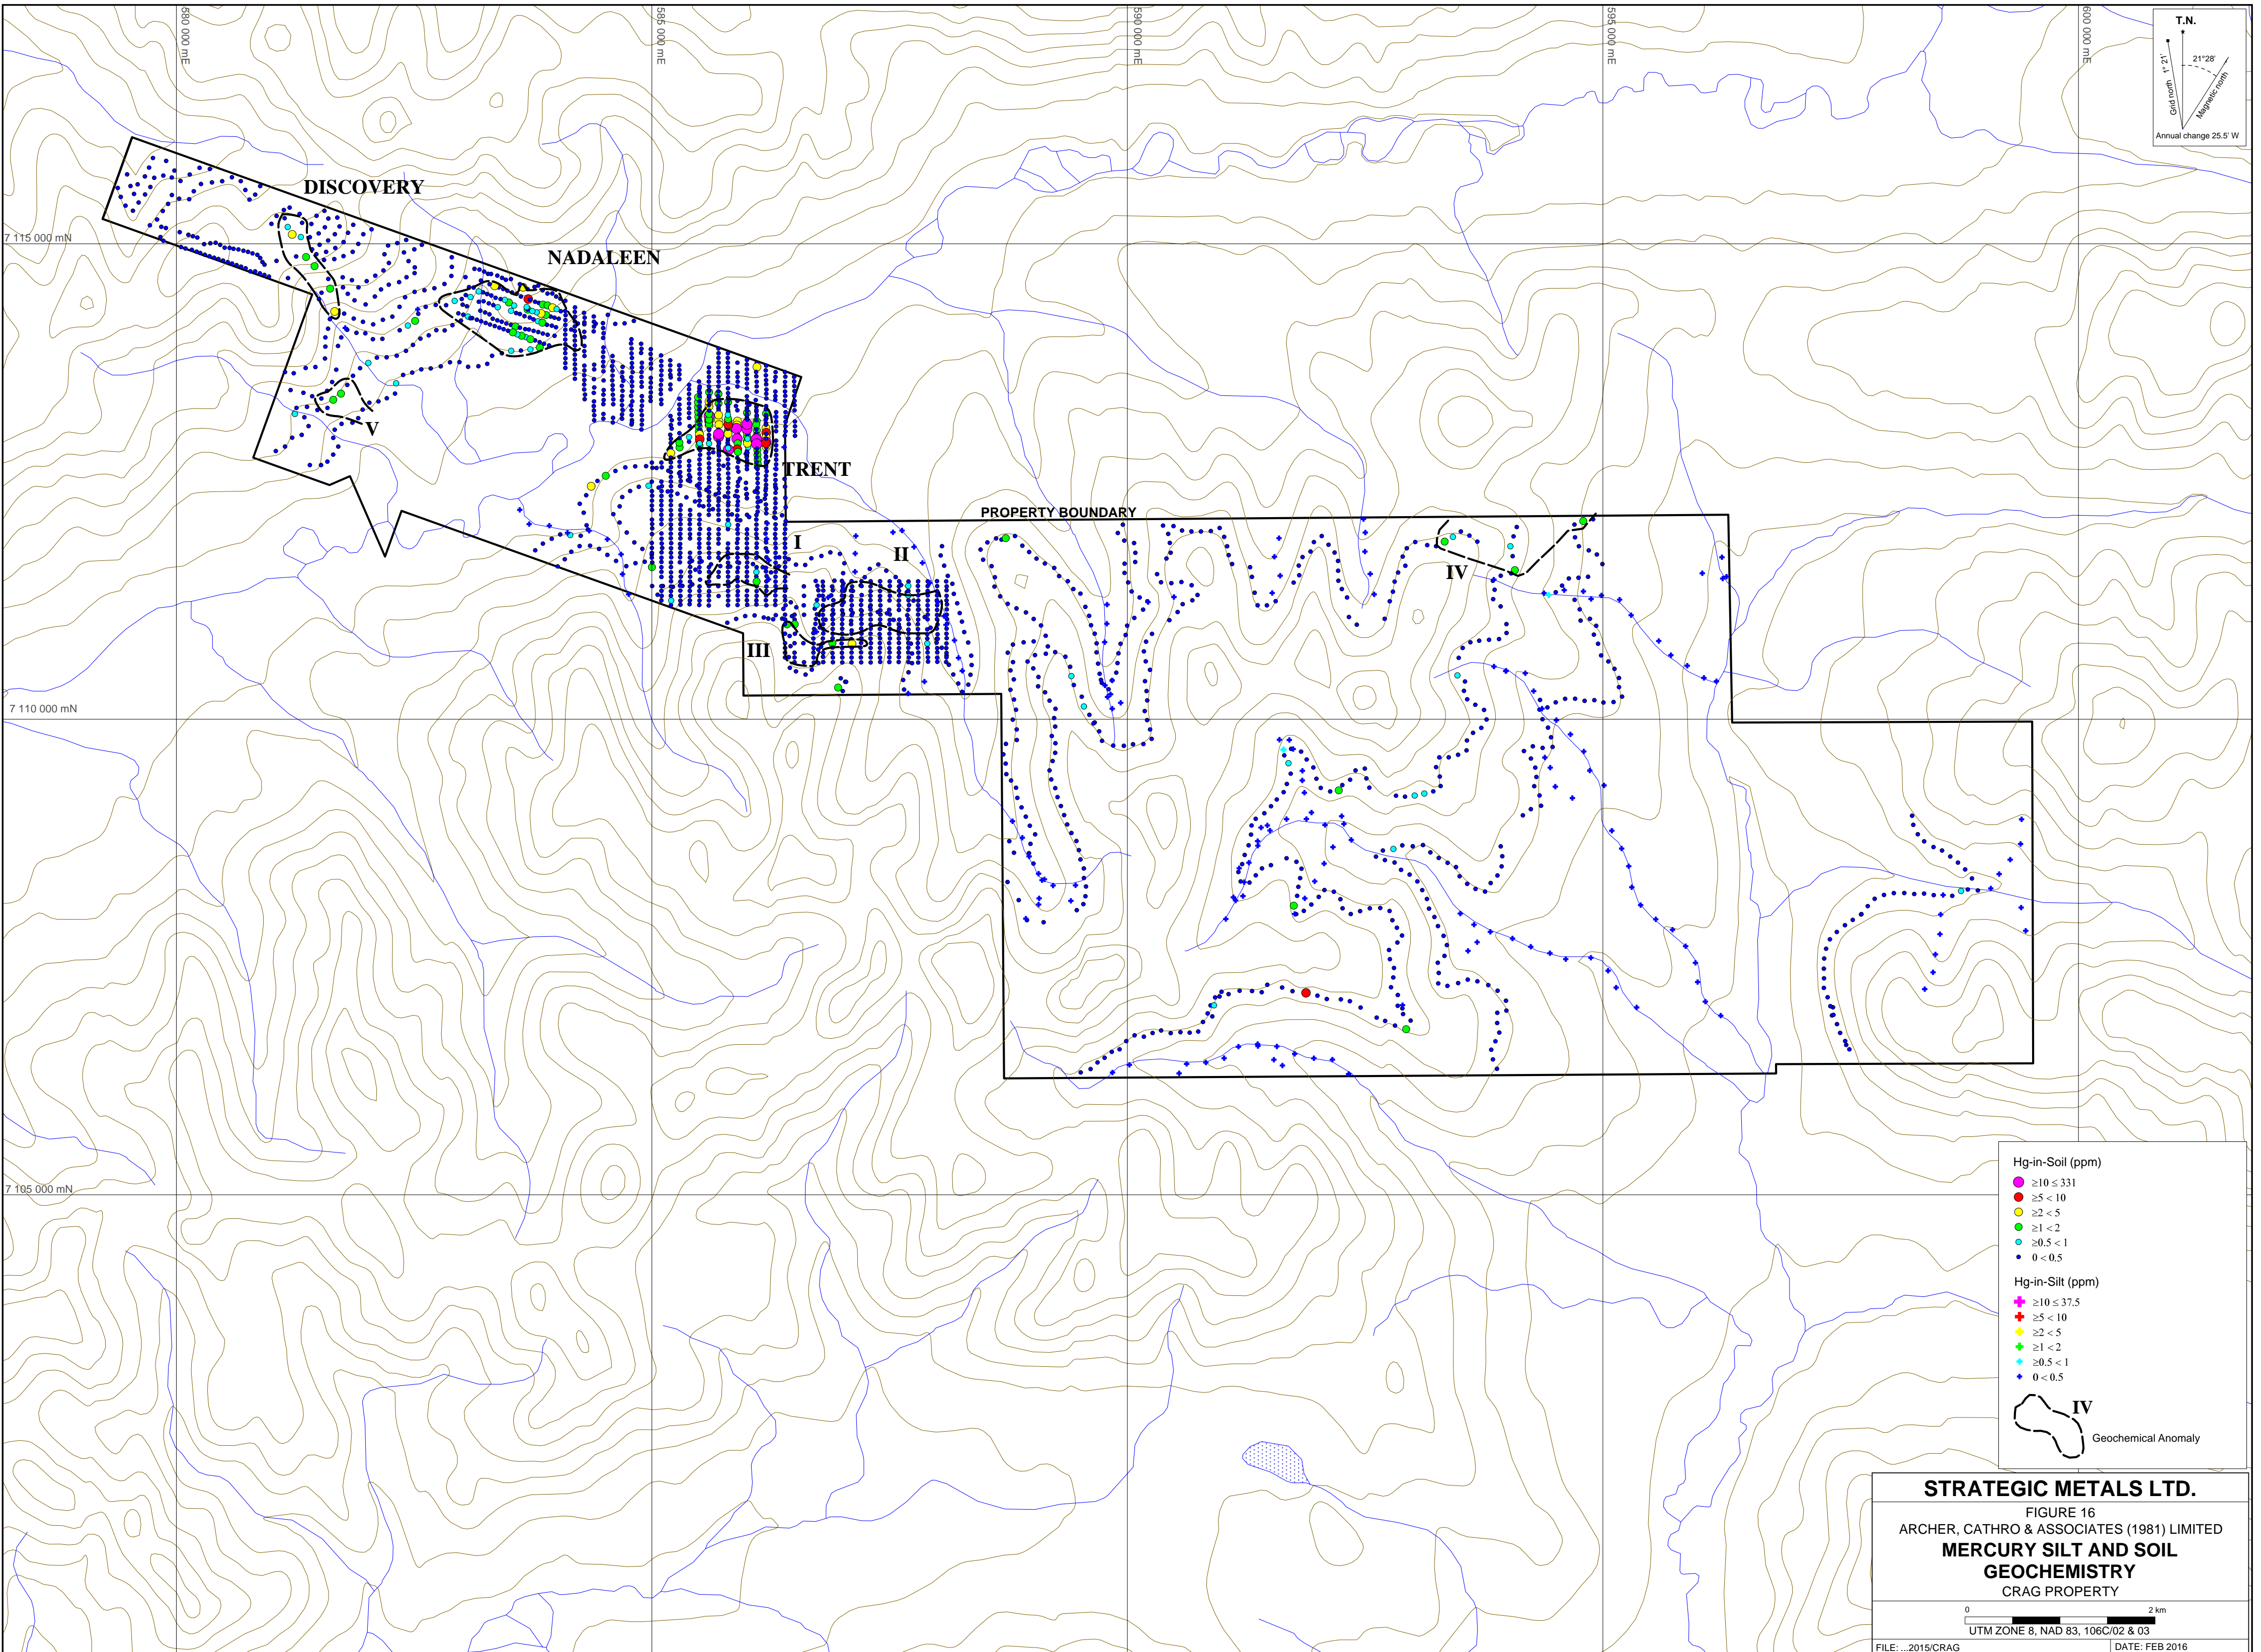 580 000 mE
585 000 mE
590 000 mE
595 000 mE
600 000 mE
T.N.
21°28'
Grid north 1° 21'
Magnetic north
Annual change 25.5' W
DISCOVERY
7 115 000 mN
NADALEEN
V
TRENT
PROPERTY BOUNDARY
I
II
IV
III
7 110 000 mN
7 105 000 mN
Hg-in-Soil (ppm)
≥10 ≤ 331
≥5 < 10
≥2 < 5
≥1 < 2
≥0.5 < 1
0 < 0.5
Hg-in-Silt (ppm)
≥10 ≤ 37.5
≥5 < 10
≥2 < 5
≥1 < 2
≥0.5 < 1
0 < 0.5
IV
Geochemical Anomaly
STRATEGIC METALS LTD.
FIGURE 16
ARCHER, CATHRO & ASSOCIATES (1981) LIMITED
MERCURY SILT AND SOIL
GEOCHEMISTRY
CRAG PROPERTY
0 2 km
UTM ZONE 8, NAD 83, 106C/02 & 03
FILE: ...2015/CRAG DATE: FEB 2016